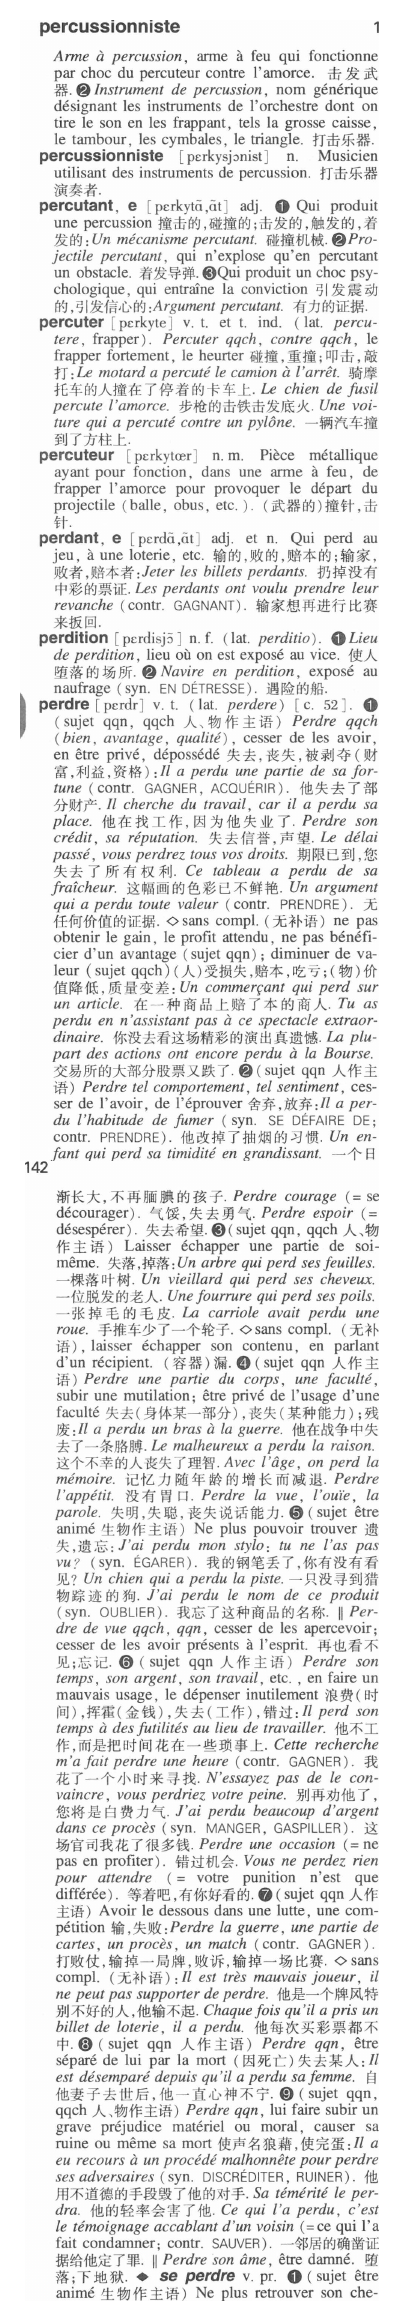 percussionniste 1
Arme à percussion, arme à feu qui fonctionne
par choc du percuteur contre l'amorce. 击发武
器. ❷ Instrument de percussion, nom générique
désignant les instruments de l'orchestre dont on
tire le son en les frappant, tels la grosse caisse,
le tambour, les cymbales, le triangle. 打击乐器.
percussionniste [pɛrkysjɔnist] n. Musicien
utilisant des instruments de percussion. 打击乐器
演奏者.
percutant, e [pɛrkytɑ̃,ɑ̃t] adj. ❶ Qui produit
une percussion 撞击的,碰撞的;击发的,触发的,着
发的:Un mécanisme percutant. 碰撞机械. ❷Pro-
jectile percutant, qui n'explose qu'en percutant
un obstacle. 着发导弹. ❸Qui produit un choc psy-
chologique, qui entraîne la conviction 引发震动
的,引发信心的:Argument percutant. 有力的证据.
percuter [pɛrkyte] v. t. et t. ind. (lat. percu-
tere, frapper). Percuter qqch, contre qqch, le
frapper fortement, le heurter 碰撞,重撞;叩击,敲
打:Le motard a percuté le camion à l'arrêt. 骑摩
托车的人撞在了停着的卡车上. Le chien de fusil
percute l'amorce. 步枪的击铁击发底火. Une voi-
ture qui a percuté contre un pylône. 一辆汽车撞
到了方柱上.
percuteur [pɛrkytœr] n. m. Pièce métallique
ayant pour fonction, dans une arme à feu, de
frapper l'amorce pour provoquer le départ du
projectile (balle, obus, etc.). (武器的)撞针,击
针.
perdant, e [pɛrdɑ̃,ɑ̃t] adj. et n. Qui perd au
jeu, à une loterie, etc. 输的,败的,赔本的;输家,
败者,赔本者:Jeter les billets perdants. 扔掉没有
中彩的票证. Les perdants ont voulu prendre leur
revanche (contr. GAGNANT). 输家想再进行比赛
来扳回.
perdition [pɛrdisjɔ̃] n. f. (lat. perditio). ❶ Lieu
de perdition, lieu où on est exposé au vice. 使人
堕落的场所. ❷ Navire en perdition, exposé au
naufrage (syn. EN DÉTRESSE). 遇险的船.
perdre [pɛrdr] v. t. (lat. perdere) [c. 52]. ❶
(sujet qqn, qqch 人、物作主语) Perdre qqch
(bien, avantage, qualité), cesser de les avoir,
en être privé, dépossédé 失去,丧失,被剥夺(财
富,利益,资格):Il a perdu une partie de sa for-
tune (contr. GAGNER, ACQUÉRIR). 他失去了部
分财产. Il cherche du travail, car il a perdu sa
place. 他在找工作,因为他失业了. Perdre son
crédit, sa réputation. 失去信誉,声望. Le délai
passé, vous perdrez tous vos droits. 期限已到,您
失去了所有权利. Ce tableau a perdu de sa
fraîcheur. 这幅画的色彩已不鲜艳. Un argument
qui a perdu toute valeur (contr. PRENDRE). 无
任何价值的证据. ◇ sans compl. (无补语) ne pas
obtenir le gain, le profit attendu, ne pas bénéfi-
cier d'un avantage (sujet qqn); diminuer de va-
leur (sujet qqch) (人)受损失,赔本,吃亏;(物)价
值降低,质量变差:Un commerçant qui perd sur
un article. 在一种商品上赔了本的商人. Tu as
perdu en n'assistant pas à ce spectacle extraor-
dinaire. 你没去看这场精彩的演出真遗憾. La plu-
part des actions ont encore perdu à la Bourse.
交易所的大部分股票又跌了. ❷ (sujet qqn 人作主
语) Perdre tel comportement, tel sentiment, ces-
ser de l'avoir, de l'éprouver 舍弃,放弃:Il a per-
du l'habitude de fumer (syn. SE DÉFAIRE DE;
contr. PRENDRE). 他改掉了抽烟的习惯. Un en-
fant qui perd sa timidité en grandissant. 一个日
142
渐长大,不再腼腆的孩子. Perdre courage (= se
décourager). 气馁,失去勇气. Perdre espoir (=
désespérer). 失去希望. ❸ (sujet qqn, qqch 人、物
作主语) Laisser échapper une partie de soi-
même. 失落,掉落:Un arbre qui perd ses feuilles.
一棵落叶树. Un vieillard qui perd ses cheveux.
一位脱发的老人. Une fourrure qui perd ses poils.
一张掉毛的毛皮. La carriole avait perdu une
roue. 手推车少了一个轮子. ◇ sans compl. (无补
语), laisser échapper son contenu, en parlant
d'un récipient. (容器)漏. ❹ (sujet qqn 人作主
语) Perdre une partie du corps, une faculté,
subir une mutilation; être privé de l'usage d'une
faculté 失去(身体某一部分),丧失(某种能力);残
废:Il a perdu un bras à la guerre. 他在战争中失
去了一条胳膊. Le malheureux a perdu la raison.
这个不幸的人丧失了理智. Avec l'âge, on perd la
mémoire. 记忆力随年龄的增长而减退. Perdre
l'appétit. 没有胃口. Perdre la vue, l'ouïe, la
parole. 失明,失聪,丧失说话能力. ❺ (sujet être
animé 生物作主语) Ne plus pouvoir trouver 遗
失,遗忘:J'ai perdu mon stylo; tu ne l'as pas
vu? (syn. ÉGARER). 我的钢笔丢了,你有没有看
见? Un chien qui a perdu la piste. 一只没寻到猎
物踪迹的狗. J'ai perdu le nom de ce produit
(syn. OUBLIER). 我忘了这种商品的名称. ‖ Per-
dre de vue qqch, qqn, cesser de les apercevoir;
cesser de les avoir présents à l'esprit. 再也看不
见;忘记. ❻ (sujet qqn 人作主语) Perdre son
temps, son argent, son travail, etc., en faire un
mauvais usage, le dépenser inutilement 浪费(时
间),挥霍(金钱),失去(工作),错过:Il perd son
temps à des futilités au lieu de travailler. 他不工
作,而是把时间花在一些琐事上. Cette recherche
m'a fait perdre une heure (contr. GAGNER). 我
花了一个小时来寻找. N'essayez pas de le con-
vaincre, vous perdriez votre peine. 别再劝他了,
您将是白费力气. J'ai perdu beaucoup d'argent
dans ce procès (syn. MANGER, GASPILLER). 这
场官司我花了很多钱. Perdre une occasion (= ne
pas en profiter). 错过机会. Vous ne perdez rien
pour attendre (= votre punition n'est que
différée). 等着吧,有你好看的. ❼ (sujet qqn 人作
主语) Avoir le dessous dans une lutte, une com-
pétition 输,失败:Perdre la guerre, une partie de
cartes, un procès, un match (contr. GAGNER).
打败仗,输掉一局牌,败诉,输掉一场比赛. ◇ sans
compl. (无补语):Il est très mauvais joueur, il
ne peut pas supporter de perdre. 他是一个牌风特
别不好的人,他输不起. Chaque fois qu'il a pris un
billet de loterie, il a perdu. 他每次买彩票都不
中. ❽ (sujet qqn 人作主语) Perdre qqn, être
séparé de lui par la mort (因死亡)失去某人:Il
est désemparé depuis qu'il a perdu sa femme. 自
他妻子去世后,他一直心神不宁. ❾ (sujet qqn,
qqch 人、物作主语) Perdre qqn, lui faire subir un
grave préjudice matériel ou moral, causer sa
ruine ou même sa mort 使声名狼藉,使完蛋:Il a
eu recours à un procédé malhonnête pour perdre
ses adversaires (syn. DISCRÉDITER, RUINER). 他
用不道德的手段毁了他的对手. Sa témérité le per-
dra. 他的轻率会害了他. Ce qui l'a perdu, c'est
le témoignage accablant d'un voisin (= ce qui l'a
fait condamner; contr. SAUVER). 一邻居的确凿证
据给他定了罪. ‖ Perdre son âme, être damné. 堕
落;下地狱. ◆ se perdre v. pr. ❶ (sujet être
animé 生物作主语) Ne plus retrouver son che-